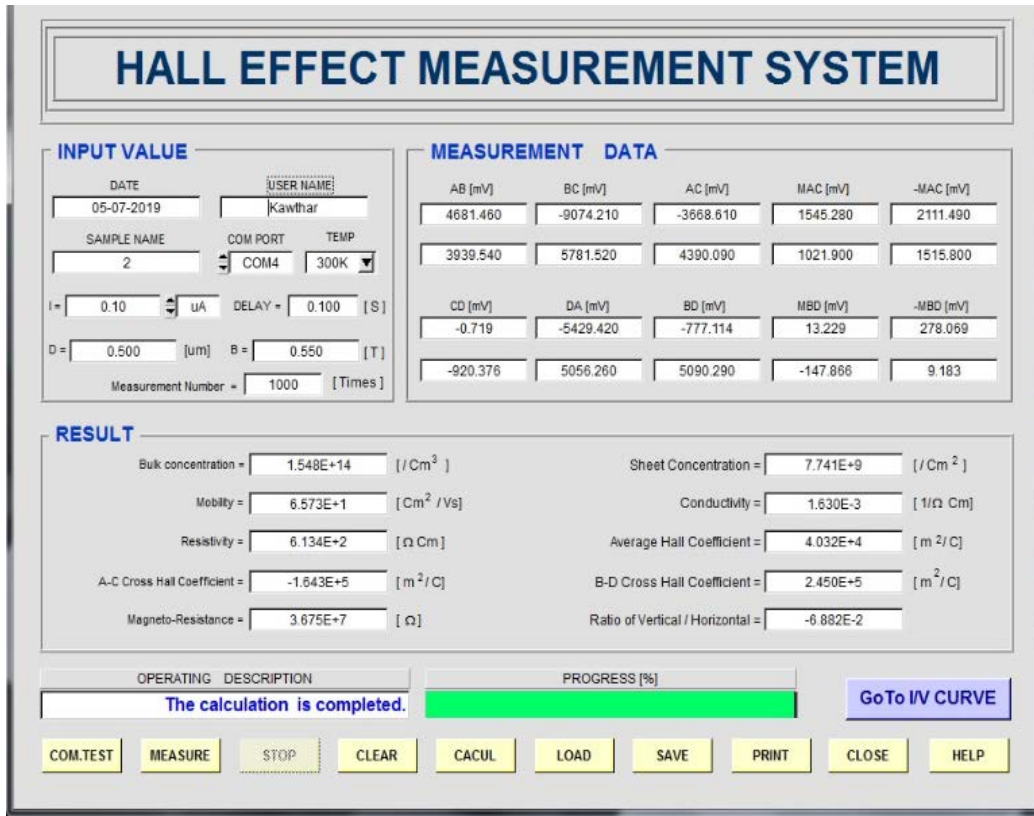 HALL EFFECT MEASUREMENT SYSTEM
INPUT VALUE
DATE USER NAME
05-07-2019 Kawthar
SAMPLE NAME COM PORT TEMP
2 COM4 300K
I = 0.10 uA DELAY = 0.100 [ S ]
D = 0.500 [um] B = 0.550 [ T ]
Measurement Number = 1000 [ Times ]
MEASUREMENT DATA
AB [mV] BC [mV] AC [mV] MAC [mV] -MAC [mV]
4681.460 -9074.210 -3668.610 1545.280 2111.490
3939.540 5781.520 4390.090 1021.900 1515.800
CD [mV] DA [mV] BD [mV] MBD [mV] -MBD [mV]
-0.719 -5429.420 -777.114 13.229 278.069
-920.376 5056.260 5090.290 -147.866 9.183
RESULT
Bulk concentration = 1.548E+14 [ / Cm3 ] Sheet Concentration = 7.741E+9 [ / Cm 2 ]
Mobility = 6.573E+1 [ Cm2 / Vs] Conductivity = 1.630E-3 [ 1/Ω Cm]
Resistivity = 6.134E+2 [ Ω Cm ] Average Hall Coefficient = 4.032E+4 [ m 2/ C]
A-C Cross Hall Coefficient = -1.643E+5 [ m2/ C] B-D Cross Hall Coefficient = 2.450E+5 [ m2/ C]
Magneto-Resistance = 3.675E+7 [ Ω] Ratio of Vertical / Horizontal = -6.882E-2
OPERATING DESCRIPTION PROGRESS [%]
The calculation is completed.
GoTo I/V CURVE
COM.TEST MEASURE STOP CLEAR CACUL LOAD SAVE PRINT CLOSE HELP